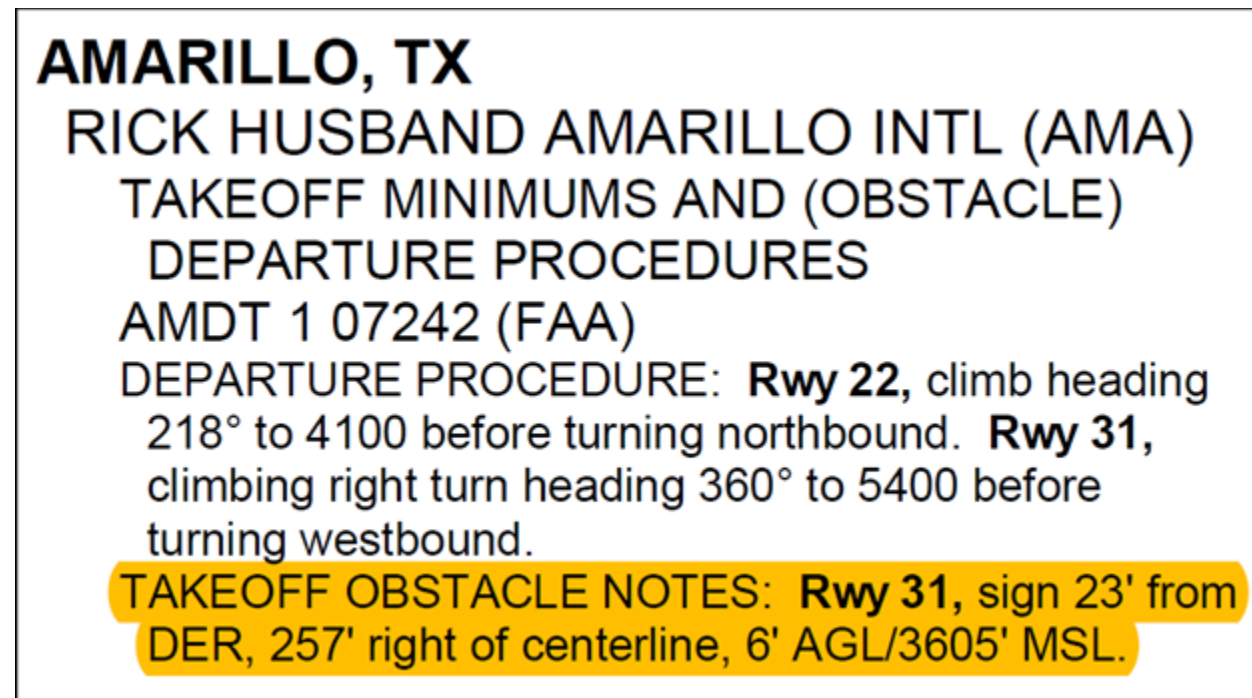 AMARILLO, TX
RICK HUSBAND AMARILLO INTL (AMA)
TAKEOFF MINIMUMS AND (OBSTACLE)
DEPARTURE PROCEDURES
AMDT 1 07242 (FAA)
DEPARTURE PROCEDURE: Rwy 22, climb heading
218° to 4100 before turning northbound. Rwy 31,
climbing right turn heading 360° to 5400 before
turning westbound.
TAKEOFF OBSTACLE NOTES: Rwy 31, sign 23' from
DER, 257' right of centerline, 6' AGL/3605' MSL.